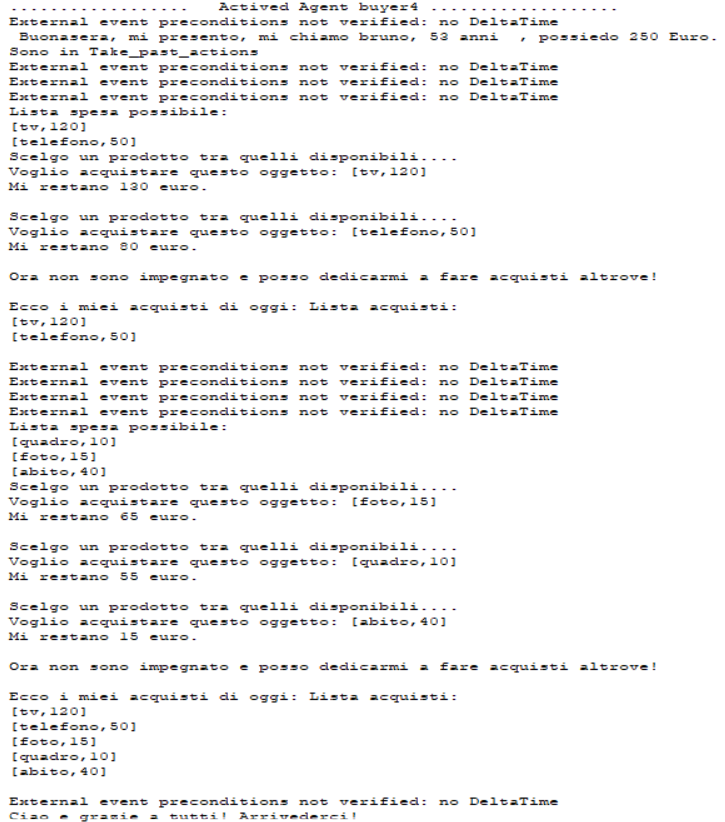 .................. Actived Agent buyer4 ...................
External event preconditions not verified: no DeltaTime
Buonasera, mi presento, mi chiamo bruno, 53 anni , possiedo 250 Euro.
Sono in Take_past_actions
External event preconditions not verified: no DeltaTime
External event preconditions not verified: no DeltaTime
External event preconditions not verified: no DeltaTime
Lista spesa possibile:
[tv,120]
[telefono,50]
Scelgo un prodotto tra quelli disponibili....
Voglio acquistare questo oggetto: [tv,120]
Mi restano 130 euro.
Scelgo un prodotto tra quelli disponibili....
Voglio acquistare questo oggetto: [telefono,50]
Mi restano 80 euro.
Ora non sono impegnato e posso dedicarmi a fare acquisti altrove!
Ecco i miei acquisti di oggi: Lista acquisti:
[tv,120]
[telefono,50]
External event preconditions not verified: no DeltaTime
External event preconditions not verified: no DeltaTime
External event preconditions not verified: no DeltaTime
External event preconditions not verified: no DeltaTime
Lista spesa possibile:
[quadro,10]
[foto,15]
[abito,40]
Scelgo un prodotto tra quelli disponibili....
Voglio acquistare questo oggetto: [foto,15]
Mi restano 65 euro.
Scelgo un prodotto tra quelli disponibili....
Voglio acquistare questo oggetto: [quadro,10]
Mi restano 55 euro.
Scelgo un prodotto tra quelli disponibili....
Voglio acquistare questo oggetto: [abito,40]
Mi restano 15 euro.
Ora non sono impegnato e posso dedicarmi a fare acquisti altrove!
Ecco i miei acquisti di oggi: Lista acquisti:
[tv,120]
[telefono,50]
[foto,15]
[quadro,10]
[abito,40]
External event preconditions not verified: no DeltaTime
Ciao e grazie a tutti! Arrivederci!